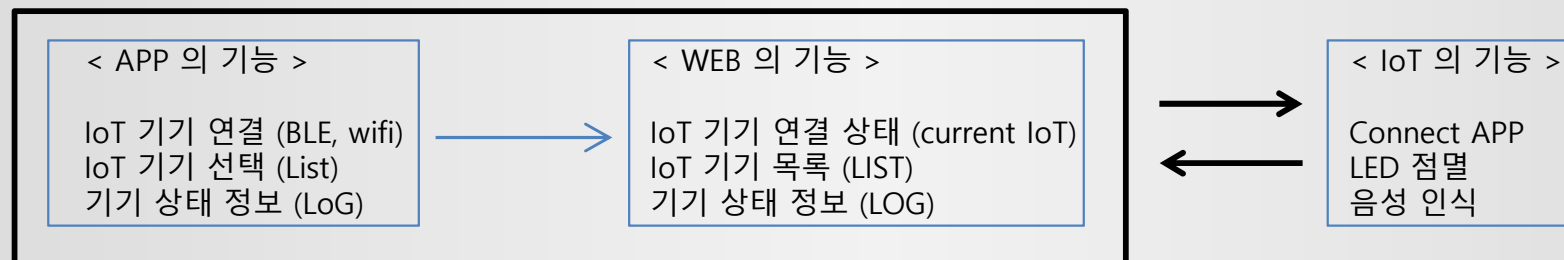 < APP 의 기능 >
IoT 기기 연결 (BLE, wifi)
IoT 기기 선택 (List)
기기 상태 정보 (LoG)
< WEB 의 기능 >
IoT 기기 연결 상태 (current IoT)
IoT 기기 목록 (LIST)
기기 상태 정보 (LOG)
< IoT 의 기능 >
Connect APP
LED 점멸
음성 인식